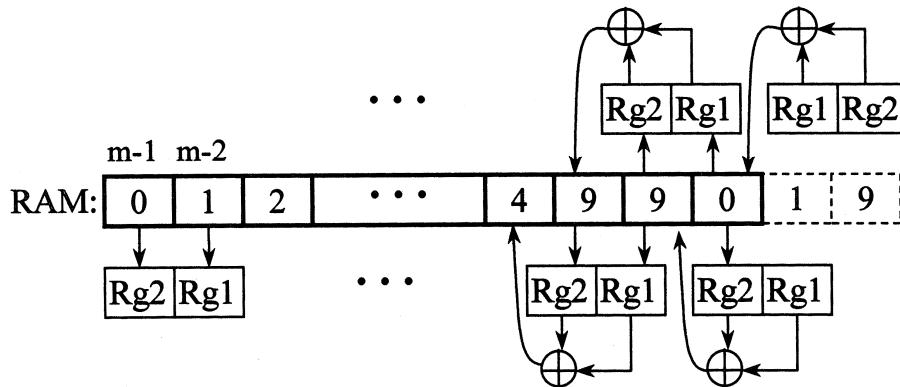 Rg2 Rg1 Rg1 Rg2
m-1 m-2
RAM: 0 1 2 ... 4 9 9 0 1 9
Rg2 Rg1 ... Rg2 Rg1 Rg2 Rg1